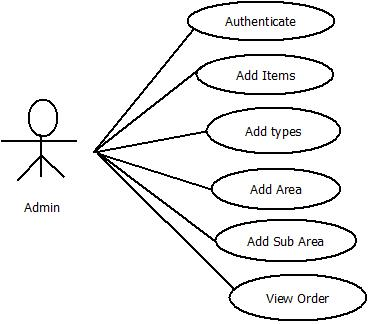 Authenticate
Add Items
Add types
Add Area
Admin
Add Sub Area
View Order